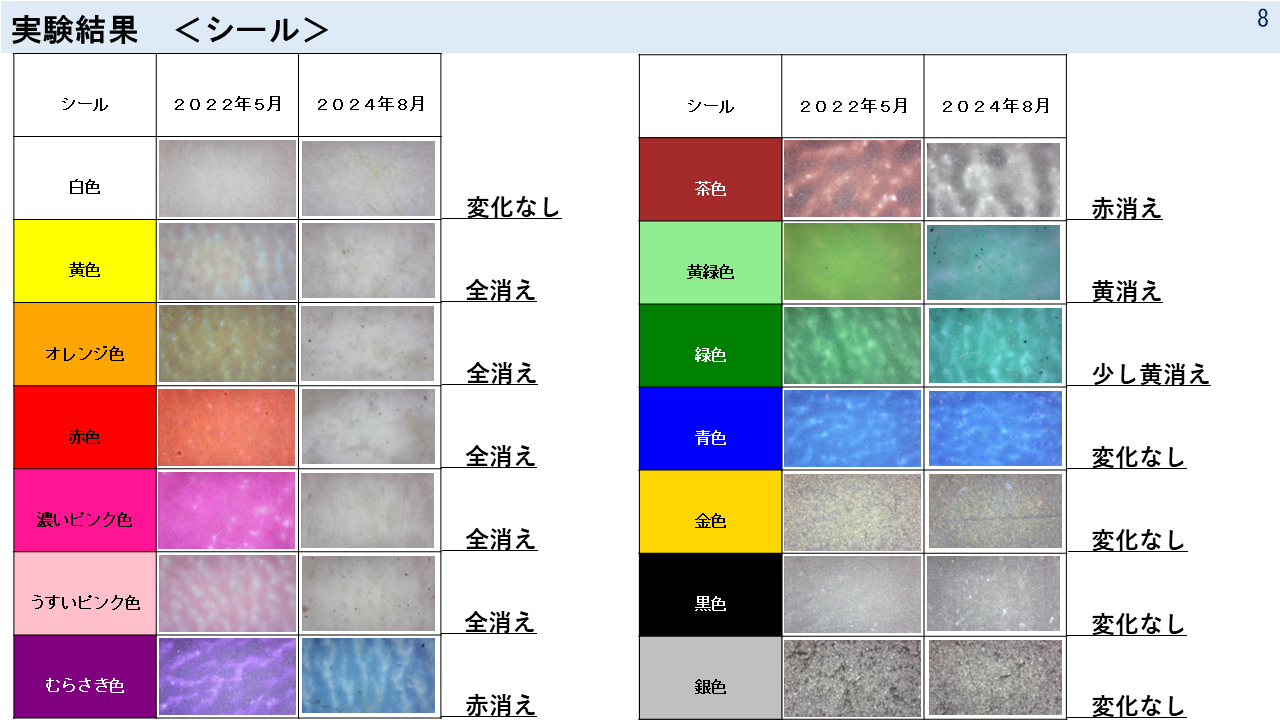 実験結果　＜シール＞
8
シール　２０２２年５月　２０２４年８月
白色　変化なし
黄色　全消え
オレンジ色　全消え
赤色　全消え
濃いピンク色　全消え
うすいピンク色　全消え
むらさき色　赤消え
シール　２０２２年５月　２０２４年８月
茶色　赤消え
黄緑色　黄消え
緑色　少し黄消え
青色　変化なし
金色　変化なし
黒色　変化なし
銀色　変化なし